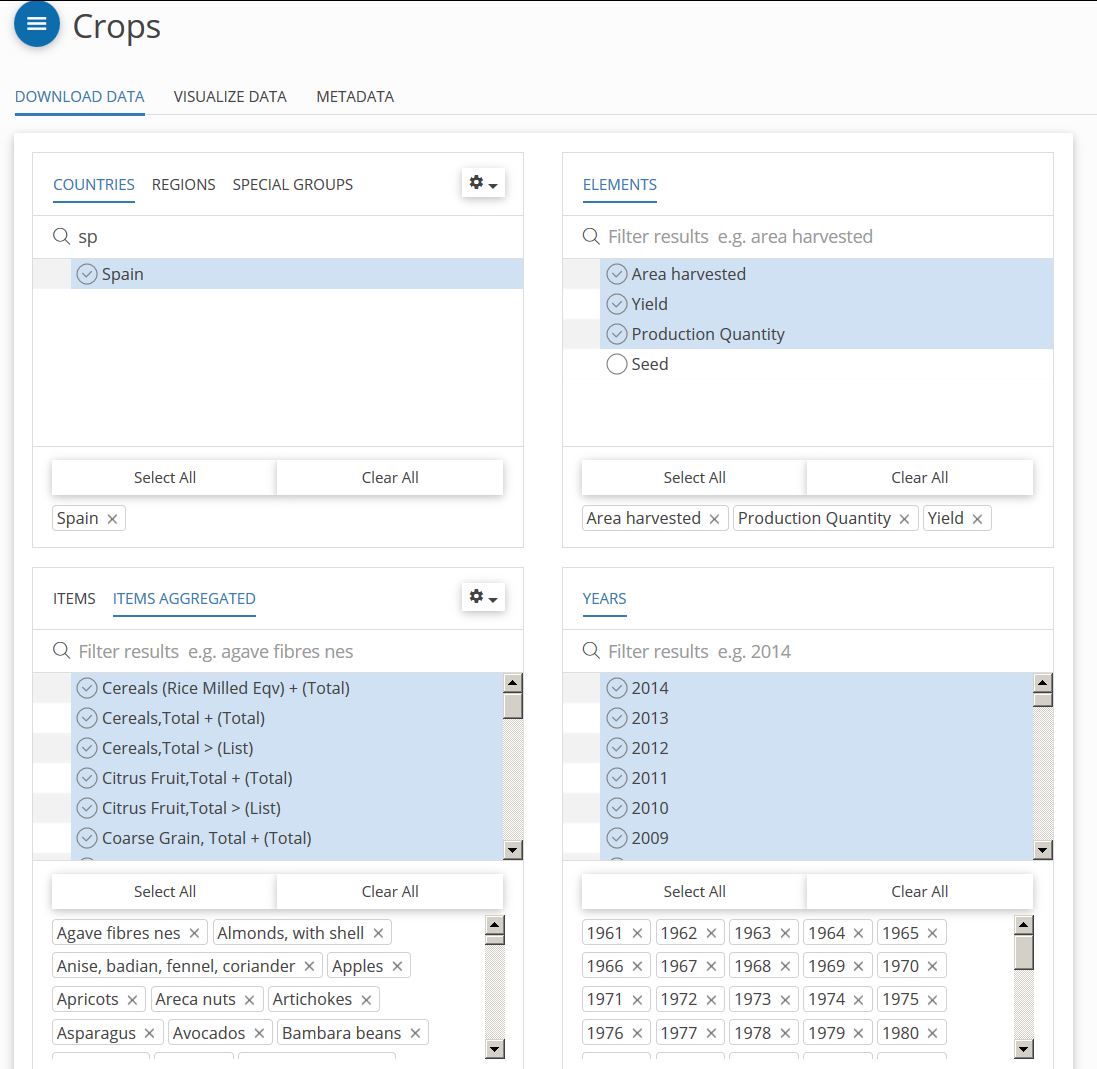 Crops
DOWNLOAD DATA VISUALIZE DATA METADATA
COUNTRIES REGIONS SPECIAL GROUPS
sp
Spain
Select All Clear All
Spain ×
ELEMENTS
Filter results e.g. area harvested
Area harvested
Yield
Production Quantity
Seed
Select All Clear All
Area harvested × Production Quantity × Yield ×
ITEMS ITEMS AGGREGATED
Filter results e.g. agave fibres nes
Cereals (Rice Milled Eqv) + (Total)
Cereals,Total + (Total)
Cereals,Total > (List)
Citrus Fruit,Total + (Total)
Citrus Fruit,Total > (List)
Coarse Grain, Total + (Total)
Select All Clear All
Agave fibres nes × Almonds, with shell ×
Anise, badian, fennel, coriander × Apples ×
Apricots × Areca nuts × Artichokes ×
Asparagus × Avocados × Bambara beans ×
YEARS
Filter results e.g. 2014
2014
2013
2012
2011
2010
2009
Select All Clear All
1961 × 1962 × 1963 × 1964 × 1965 ×
1966 × 1967 × 1968 × 1969 × 1970 ×
1971 × 1972 × 1973 × 1974 × 1975 ×
1976 × 1977 × 1978 × 1979 × 1980 ×